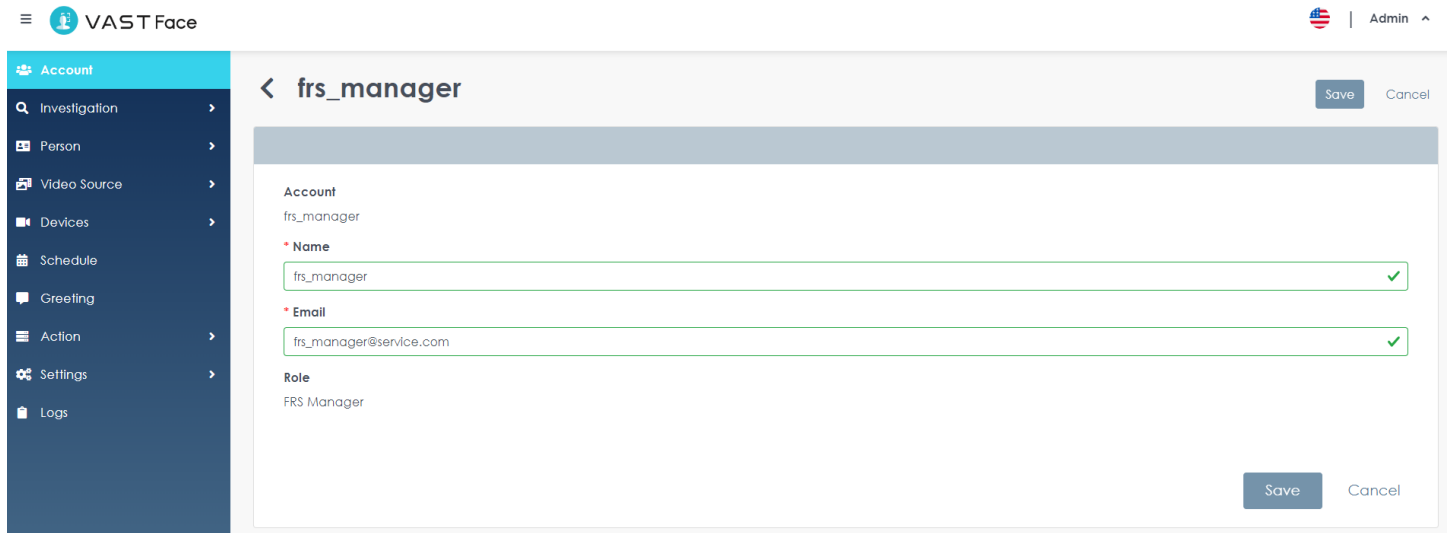 VAST Face
Admin
Account
Investigation
Person
Video Source
Devices
Schedule
Greeting
Action
Settings
Logs
frs_manager
Save Cancel
Account
frs_manager
* Name
frs_manager
* Email
frs_manager@service.com
Role
FRS Manager
Save Cancel